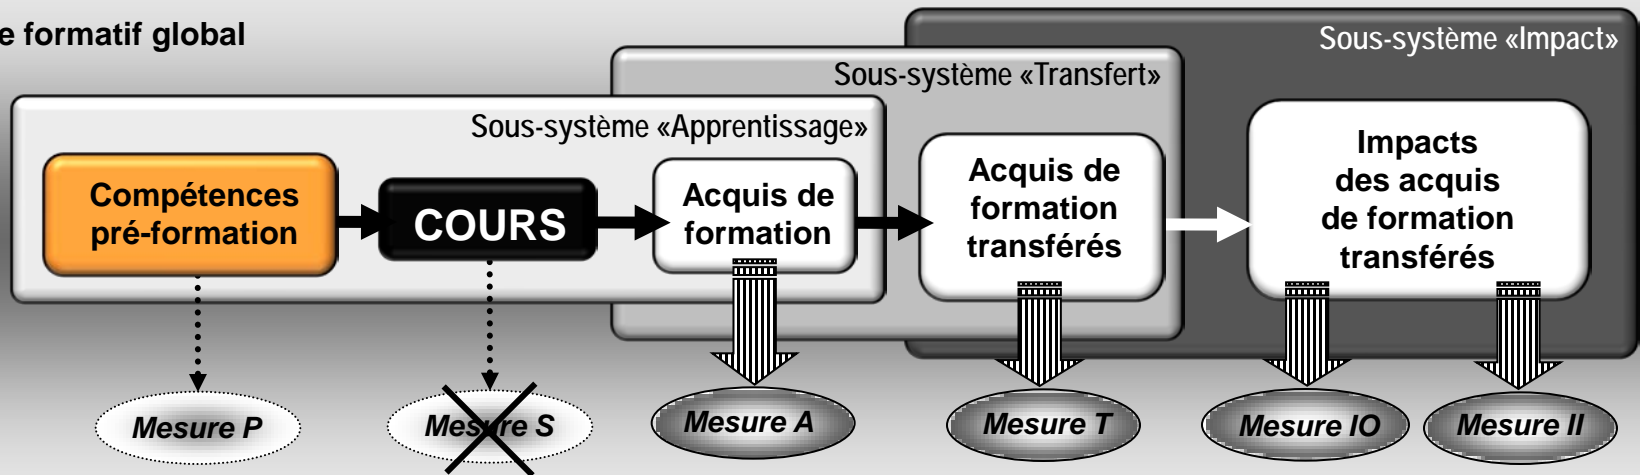 e formatif global
Sous-système «Impact»
Sous-système «Transfert»
Sous-système «Apprentissage»
Compétences
pré-formation
COURS
Acquis de
formation
Acquis de
formation
transférés
Impacts
des acquis
de formation
transférés
Mesure P
Mesure S
Mesure A
Mesure T
Mesure IO
Mesure II